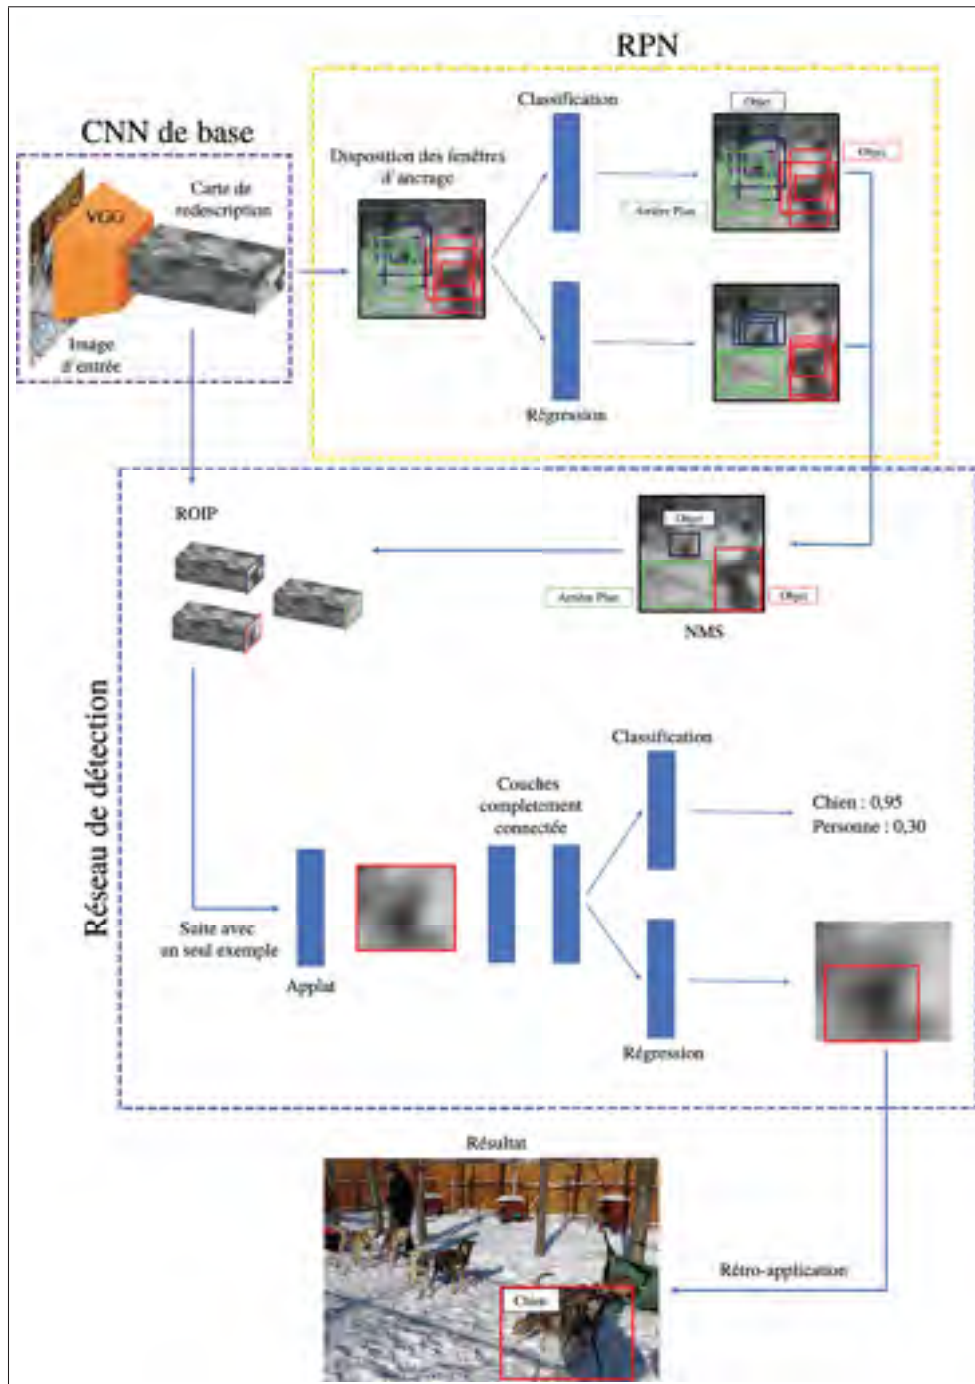 RPN
CNN de base
Classification
Objet
Objet
Disposition des fenêtres
d'ancrage
Carte de
redescription
VGG
Arrière Plan
Image
d'entrée
Régression
ROIP
Objet
Arrière Plan
Objet
NMS
Réseau de détection
Classification
Couches
completement
connectée
Chien : 0,95
Personne : 0,30
Suite avec
un seul exemple
Applat
Régression
Résultat
Rétro-application
Chien